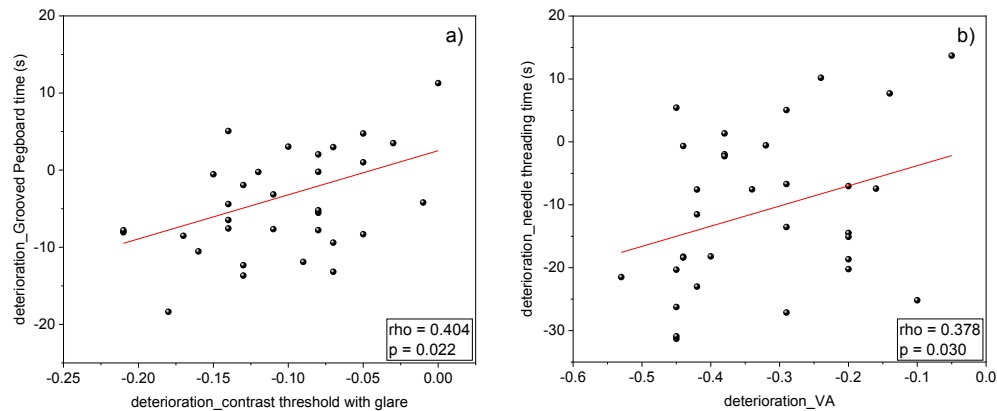 a)
deterioration_Grooved Pegboard time (s)
20
10
0
-10
-20
-0.25
-0.20
-0.15
-0.10
-0.05
0.00
deterioration_contrast threshold with glare
rho = 0.404
p = 0.022
b)
deterioration_needle threading time (s)
20
10
0
-10
-20
-30
-0.6
-0.5
-0.4
-0.3
-0.2
-0.1
0.0
deterioration_VA
rho = 0.378
p = 0.030